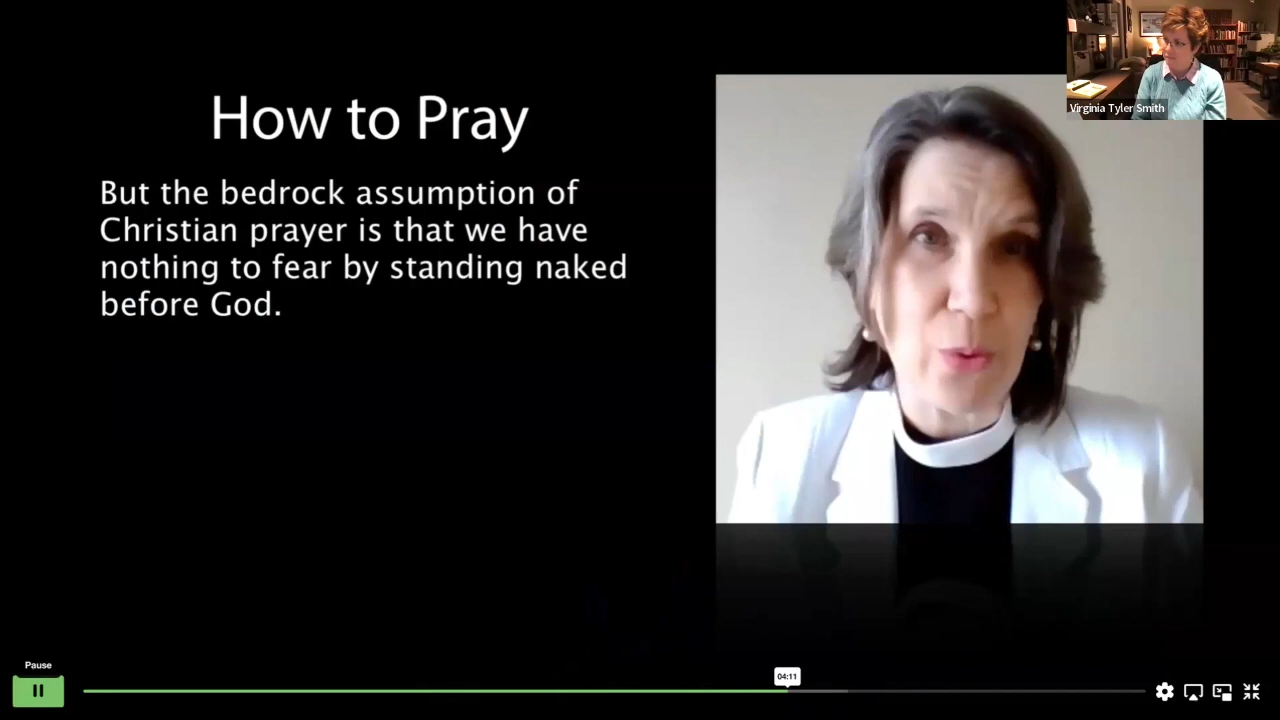 Virginia Tyler Smith
How to Pray
But the bedrock assumption of
Christian prayer is that we have
nothing to fear by standing naked
before God.
Pause
04:11